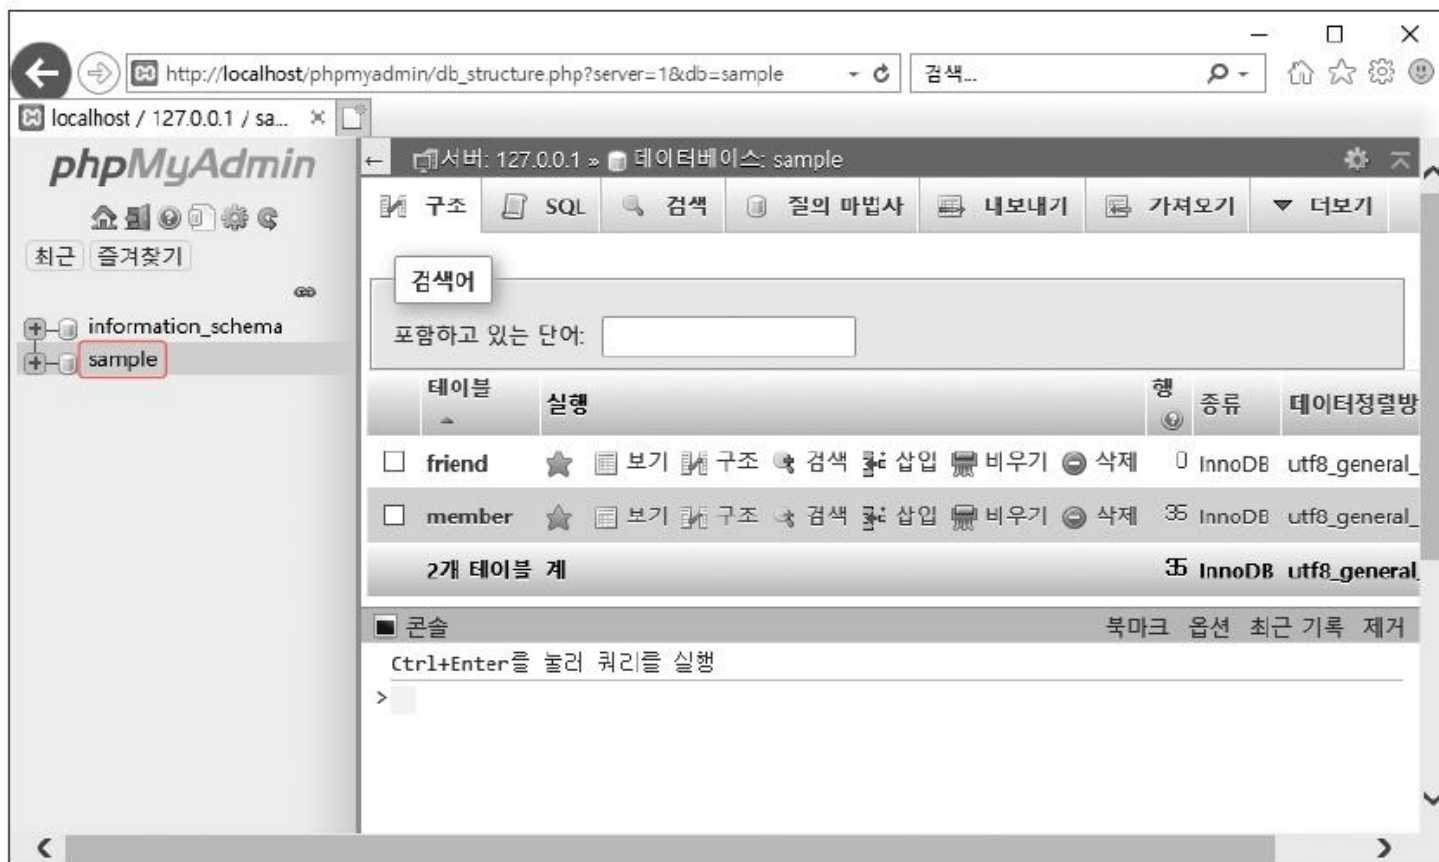 http://localhost/phpmyadmin/db_structure.php?server=1&db=sample
검색...
localhost / 127.0.0.1 / sa...
phpMyAdmin
최근 즐겨찾기
information_schema
sample
서버: 127.0.0.1 » 데이터베이스: sample
구조 SQL 검색 질의 마법사 내보내기 가져오기 더보기
검색어
포함하고 있는 단어:
테이블 실행 행 종류 데이터정렬방
friend 보기 구조 검색 삽입 비우기 삭제 0 InnoDB utf8_general_
member 보기 구조 검색 삽입 비우기 삭제 35 InnoDB utf8_general_
2개 테이블 계 35 InnoDB utf8_general_
콘솔 북마크 옵션 최근 기록 제거
Ctrl+Enter를 눌러 쿼리를 실행
>